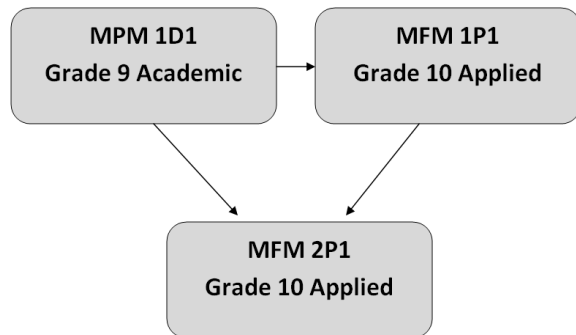 MPM 1D1
Grade 9 Academic
MFM 1P1
Grade 10 Applied
MFM 2P1
Grade 10 Applied